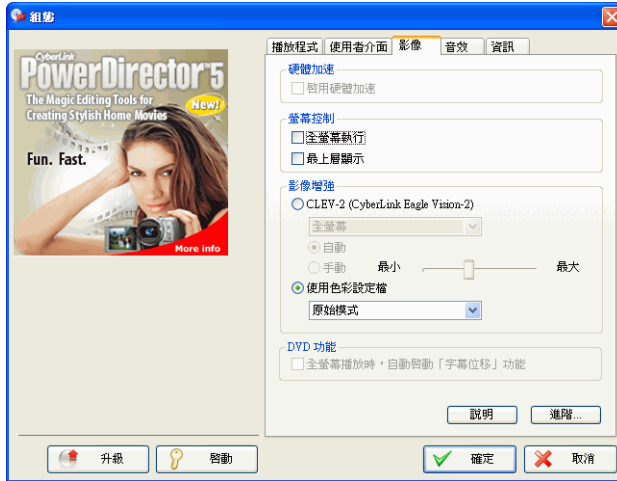 組態
CyberLink
PowerDirector 5
The Magic Editing Tools for
Creating Stylish Home Movies
New!
Fun. Fast.
More info
播放程式 使用者介面 影像 音效 資訊
硬體加速
啓用硬體加速
螢幕控制
全螢幕執行
最上層顯示
影像增強
CLEV-2 (CyberLink Eagle Vision-2)
全螢幕
自動
手動 最小 最大
使用色彩設定檔
原始模式
DVD 功能
全螢幕播放時，自動啓動「字幕位移」功能
說明 進階...
升級 啓動 確定 取消